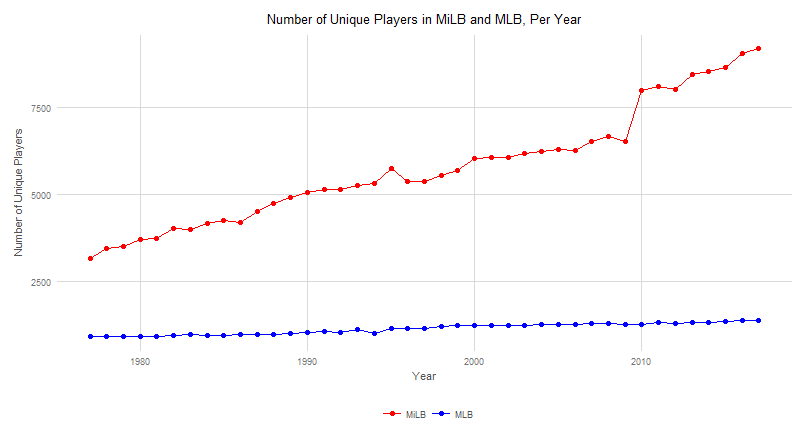 Number of Unique Players in MiLB and MLB, Per Year
Number of Unique Players
7500
5000
2500
1980 1990 2000 2010
Year
MiLB MLB